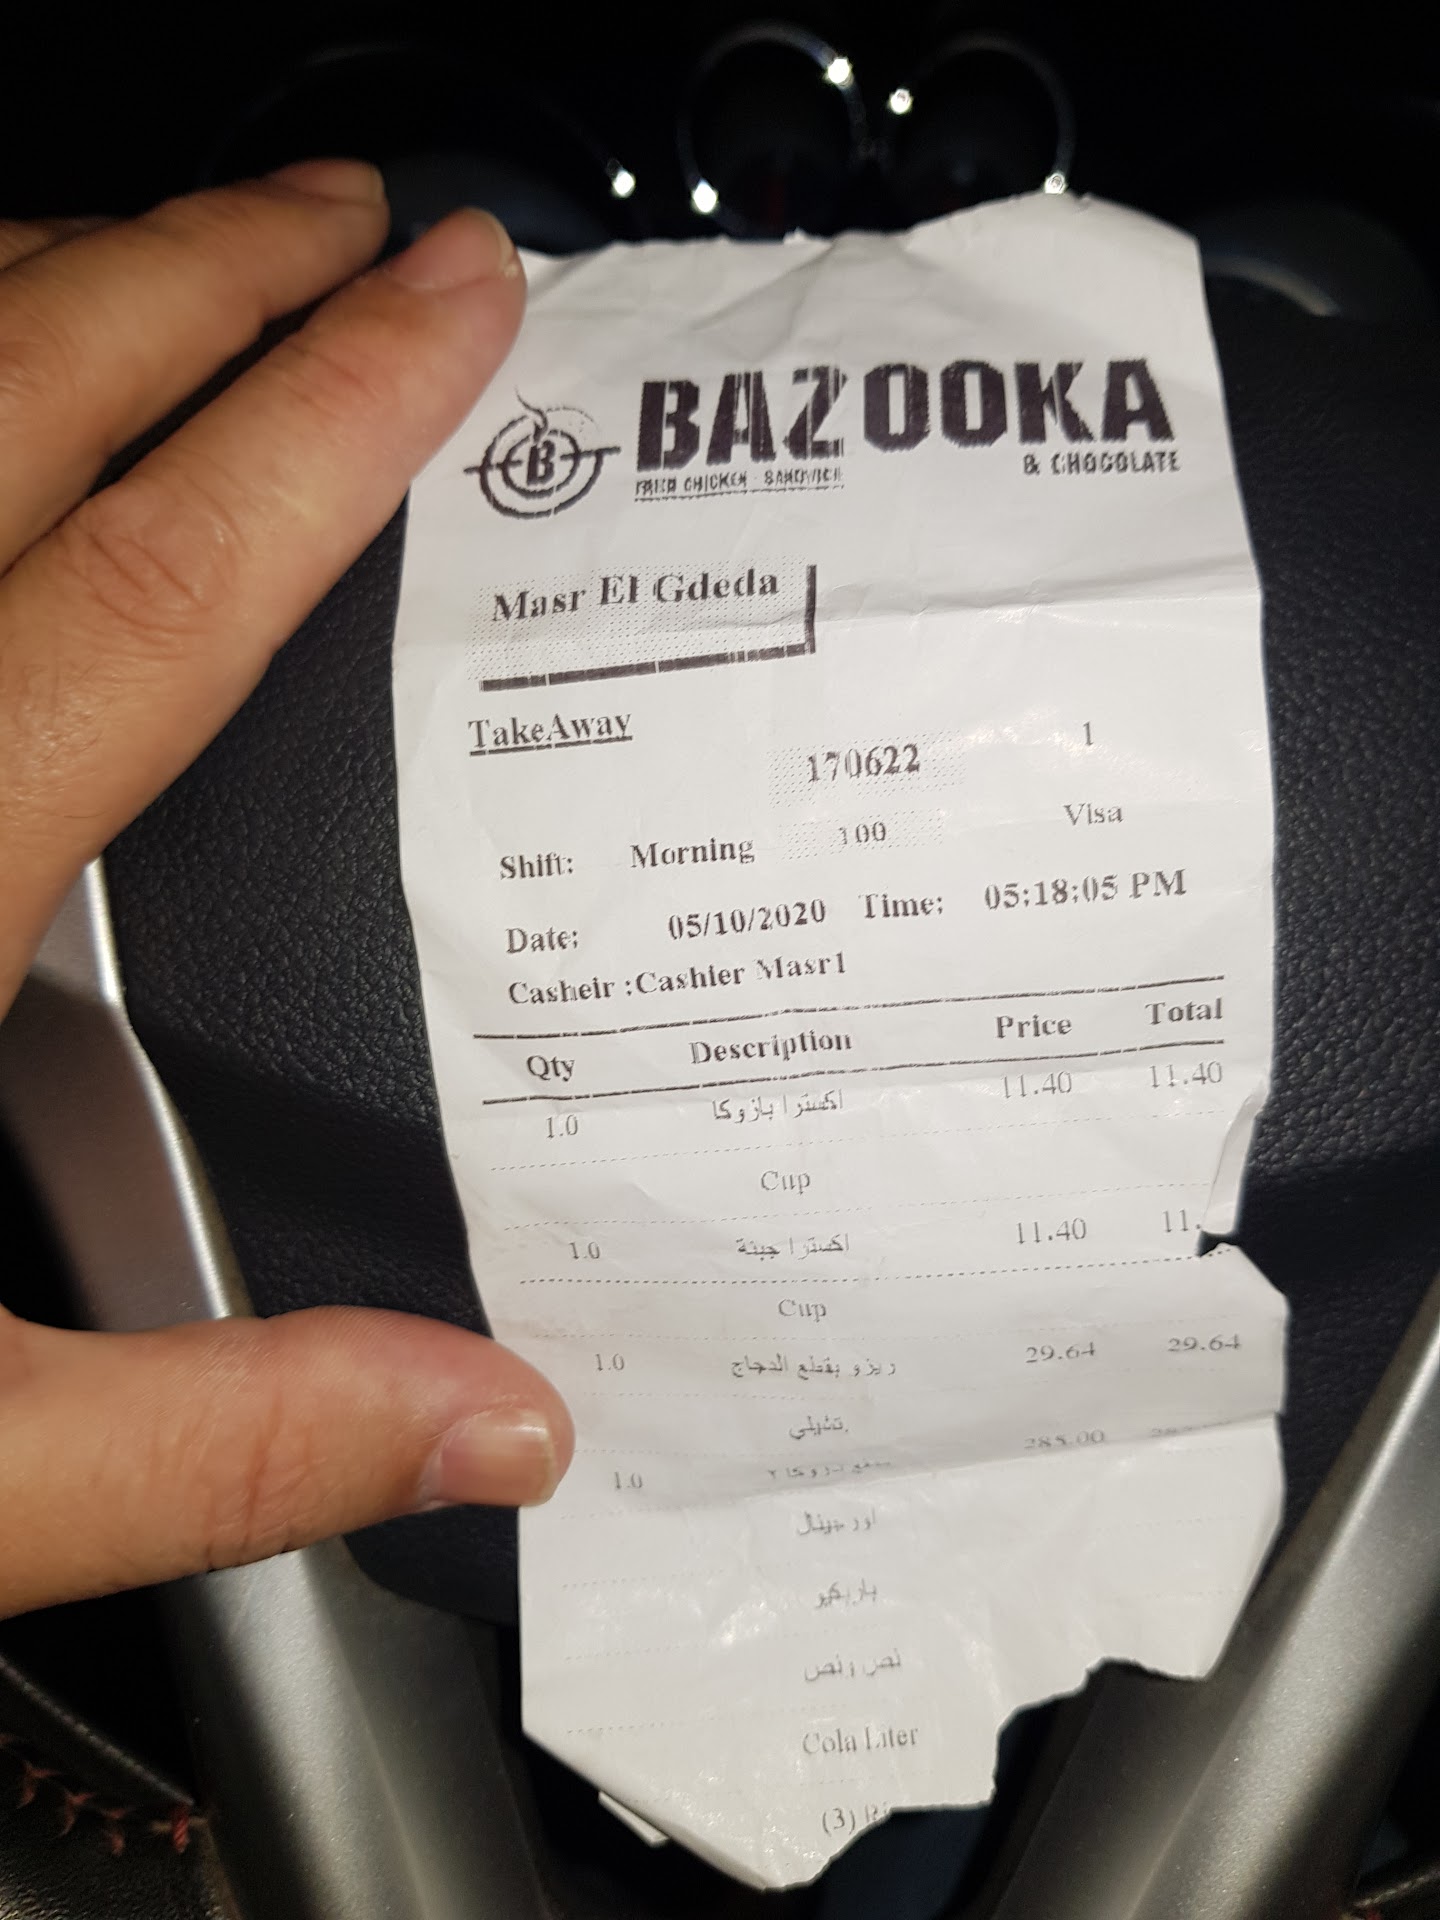 B
BAZOOKA
FRIED CHICKEN - SANDWICH & CHOCOLATE
Masr El Gdeda
TakeAway
170622 1
Shift: Morning 100 Visa
Date: 05/10/2020 Time: 05:18:05 PM
Casheir :Cashier Masr1
Qty Description Price Total
1.0 اكسترا بازوكا 11.40 11.40
Cup
1.0 اكسترا جبنة 11.40 11.
Cup
1.0 ريزو بقطع الدجاج 29.64 29.64
1.0 285.00
اورجينال
باربكيو
نص ونص
Cola Liter
(3)